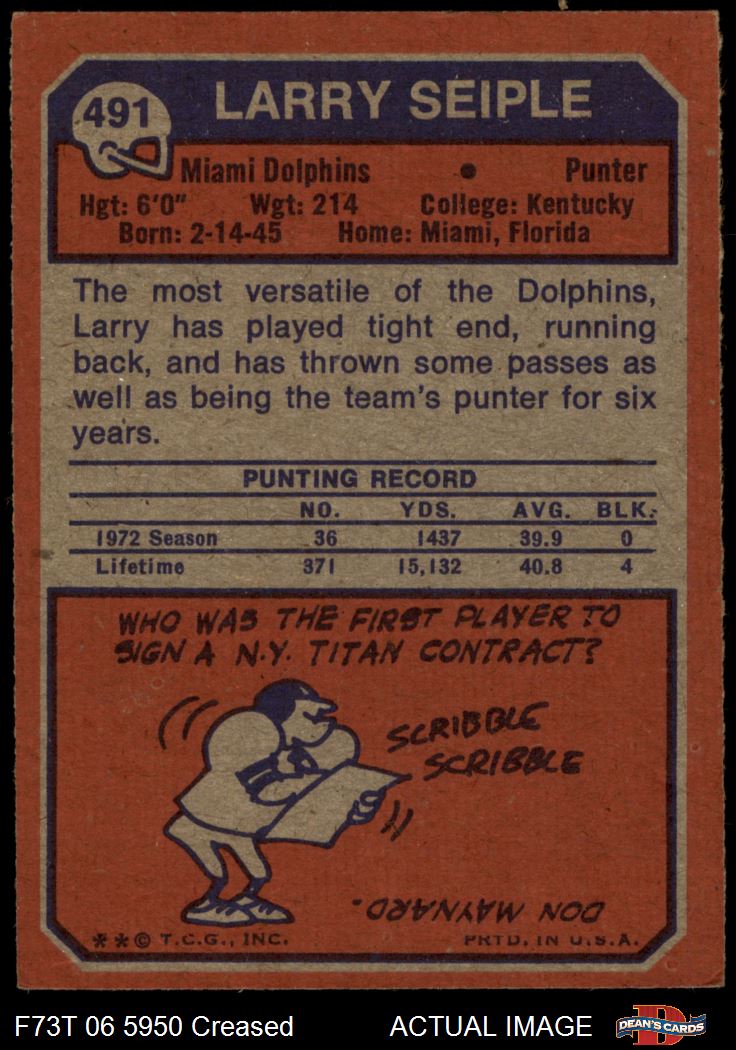 491
LARRY SEIPLE
Miami Dolphins • Punter
Hgt: 6'0" Wgt: 214 College: Kentucky
Born: 2-14-45 Home: Miami, Florida
The most versatile of the Dolphins,
Larry has played tight end, running
back, and has thrown some passes as
well as being the team's punter for six
years.
PUNTING RECORD
NO. YDS. AVG. BLK.
1972 Season 36 1437 39.9 0
Lifetime 371 15,132 40.8 4
WHO WAS THE FIRST PLAYER TO
SIGN A N.Y. TITAN CONTRACT?
SCRIBBLE
SCRIBBLE
DON MAYNARD.
**© T.C.G., INC. PRTD. IN U.S.A.
F73T 06 5950 Creased ACTUAL IMAGE
D
DEAN'S CARDS